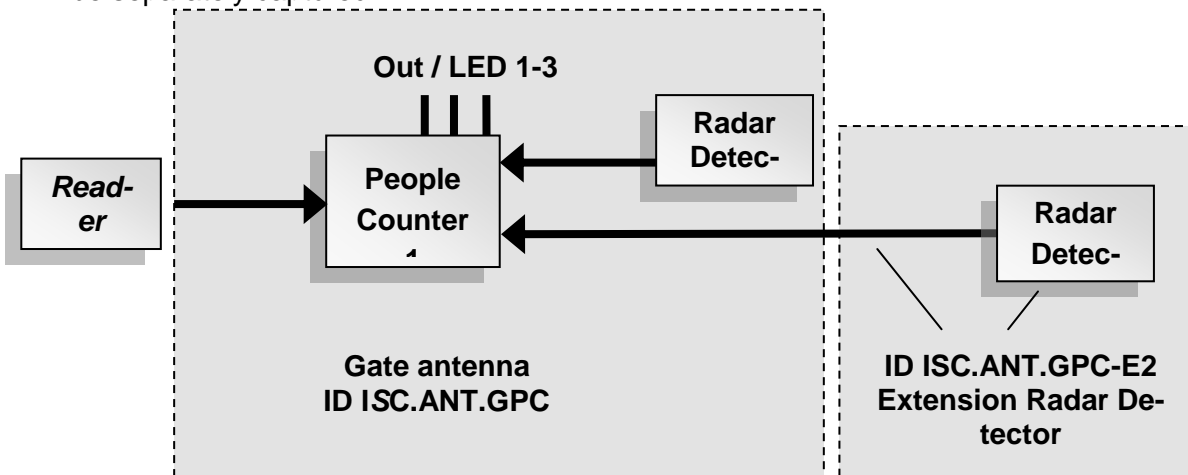 Out / LED 1-3
Radar
Detec-
Read-
er
People
Counter
Radar
Detec-
Gate antenna
ID ISC.ANT.GPC
ID ISC.ANT.GPC-E2
Extension Radar De-
tector